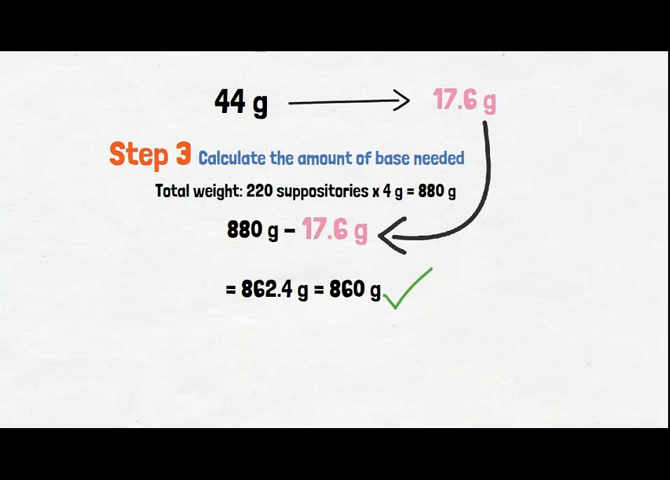 44 g 17.6 g
Step 3 Calculate the amount of base needed
Total weight: 220 suppositories x 4 g = 880 g
880 g – 17.6 g
= 862.4 g = 860 g